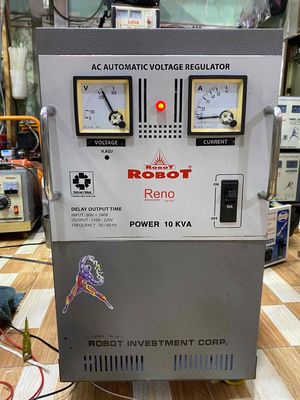 AC AUTOMATIC VOLTAGE REGULATOR
V
A
VOLTAGE
CURRENT
V.ADJ
ROBOT
ROBOT
Reno
DELAY OUTPUT TIME
INPUT : 60V ± 240V
OUTPUT : 110V - 220V
FREQUENCY : 50 / 60 Hz
ON
50A
OFF
POWER 10 KVA
ROBOT INVESTMENT CORP.